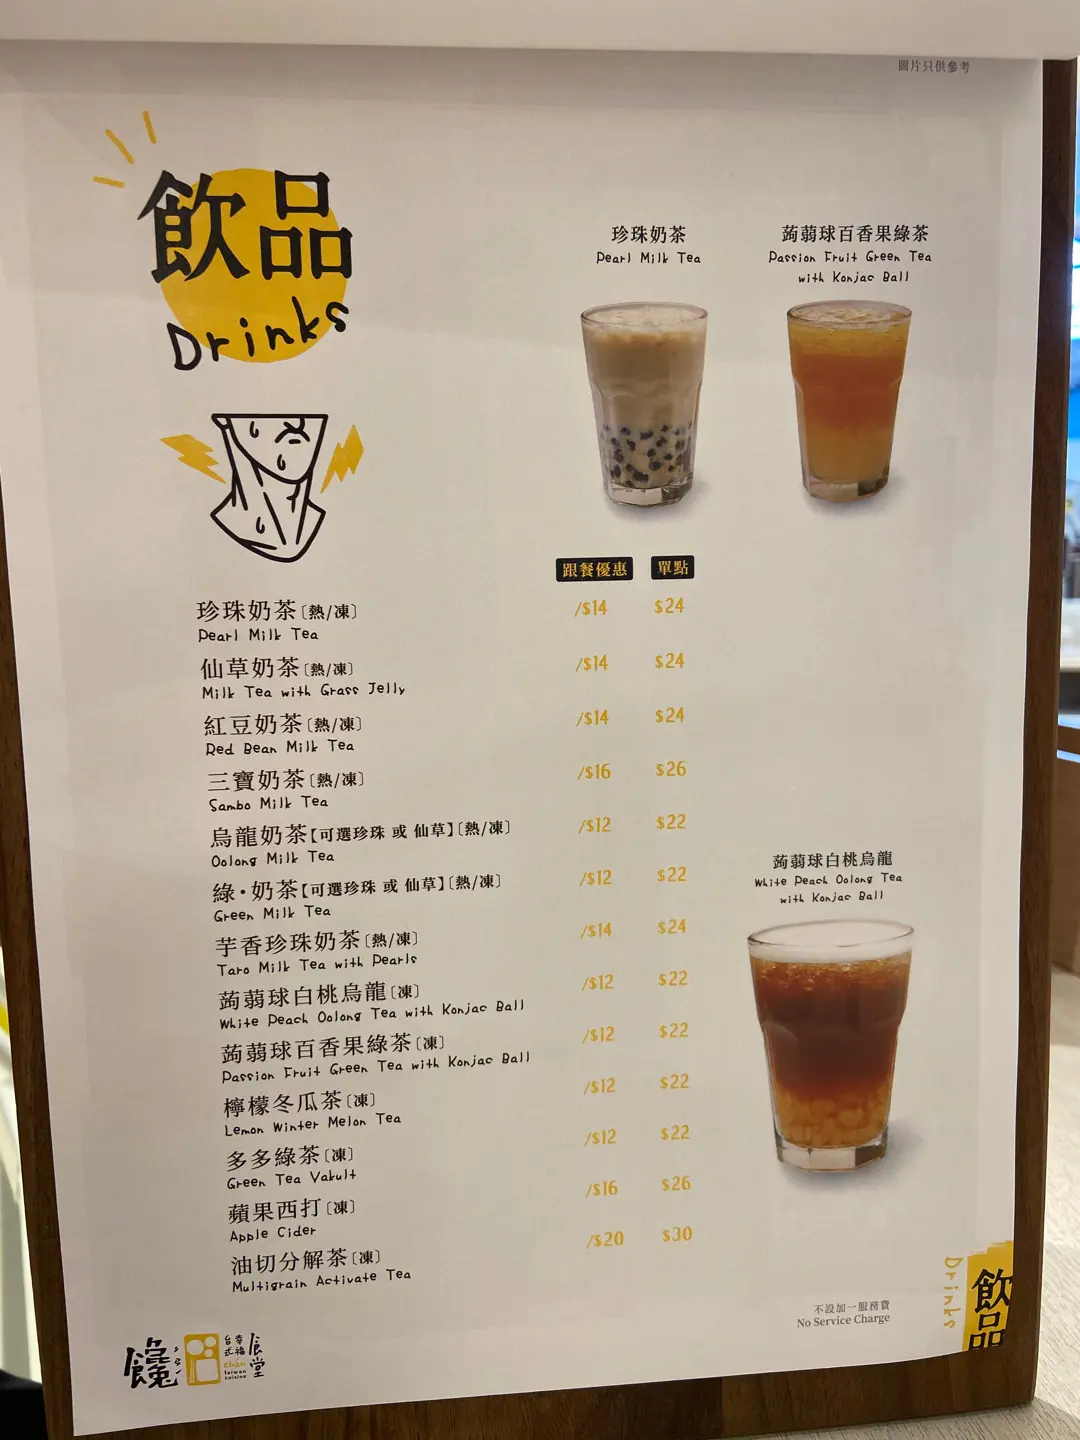 圖片只供參考
飲品
Drinks
珍珠奶茶
Pearl Milk Tea
蒟蒻球百香果綠茶
Passion Fruit Green Tea
with Konjac Ball
跟餐優惠 單點
珍珠奶茶〔熱/凍〕 /$14 $24
Pearl Milk Tea
仙草奶茶〔熱/凍〕 /$14 $24
Milk Tea with Grass Jelly
紅豆奶茶〔熱/凍〕 /$14 $24
Red Bean Milk Tea
三寶奶茶〔熱/凍〕 /$16 $26
Sambo Milk Tea
烏龍奶茶【可選珍珠 或 仙草】〔熱/凍〕 /$12 $22
Oolong Milk Tea
綠·奶茶【可選珍珠 或 仙草】〔熱/凍〕 /$12 $22
Green Milk Tea
芋香珍珠奶茶〔熱/凍〕 /$14 $24
Taro Milk Tea with Pearls
蒟蒻球白桃烏龍〔凍〕 /$12 $22
White Peach Oolong Tea with Konjac Ball
蒟蒻球百香果綠茶〔凍〕 /$12 $22
Passion Fruit Green Tea with Konjac Ball
檸檬冬瓜茶〔凍〕 /$12 $22
Lemon Winter Melon Tea
多多綠茶〔凍〕 /$12 $22
Green Tea Vakult
蘋果西打〔凍〕 /$16 $26
Apple Cider
油切分解茶〔凍〕 /$20 $30
Multigrain Activate Tea
蒟蒻球白桃烏龍
White Peach Oolong Tea
with Konjac Ball
不設加一服務費
No Service Charge
Drinks
飲品
饞
台式
幸福
食堂
chán
taiwan
cuisine